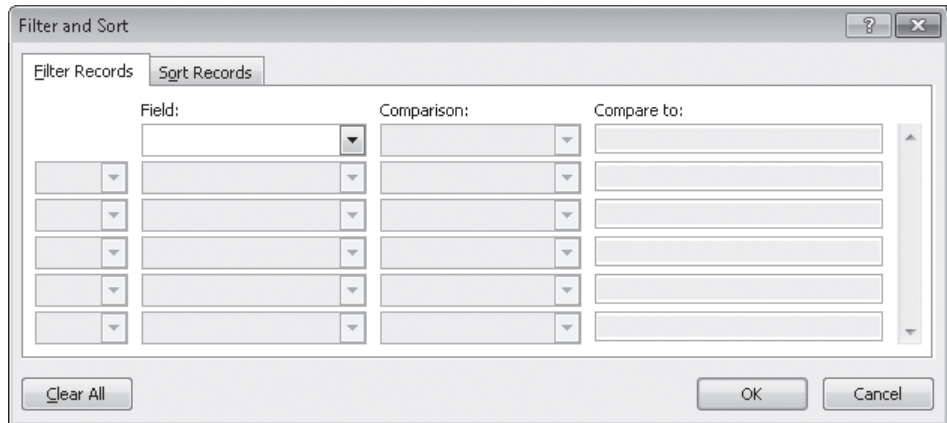 Filter and Sort
Filter Records Sort Records
Field: Comparison: Compare to:
Clear All OK Cancel